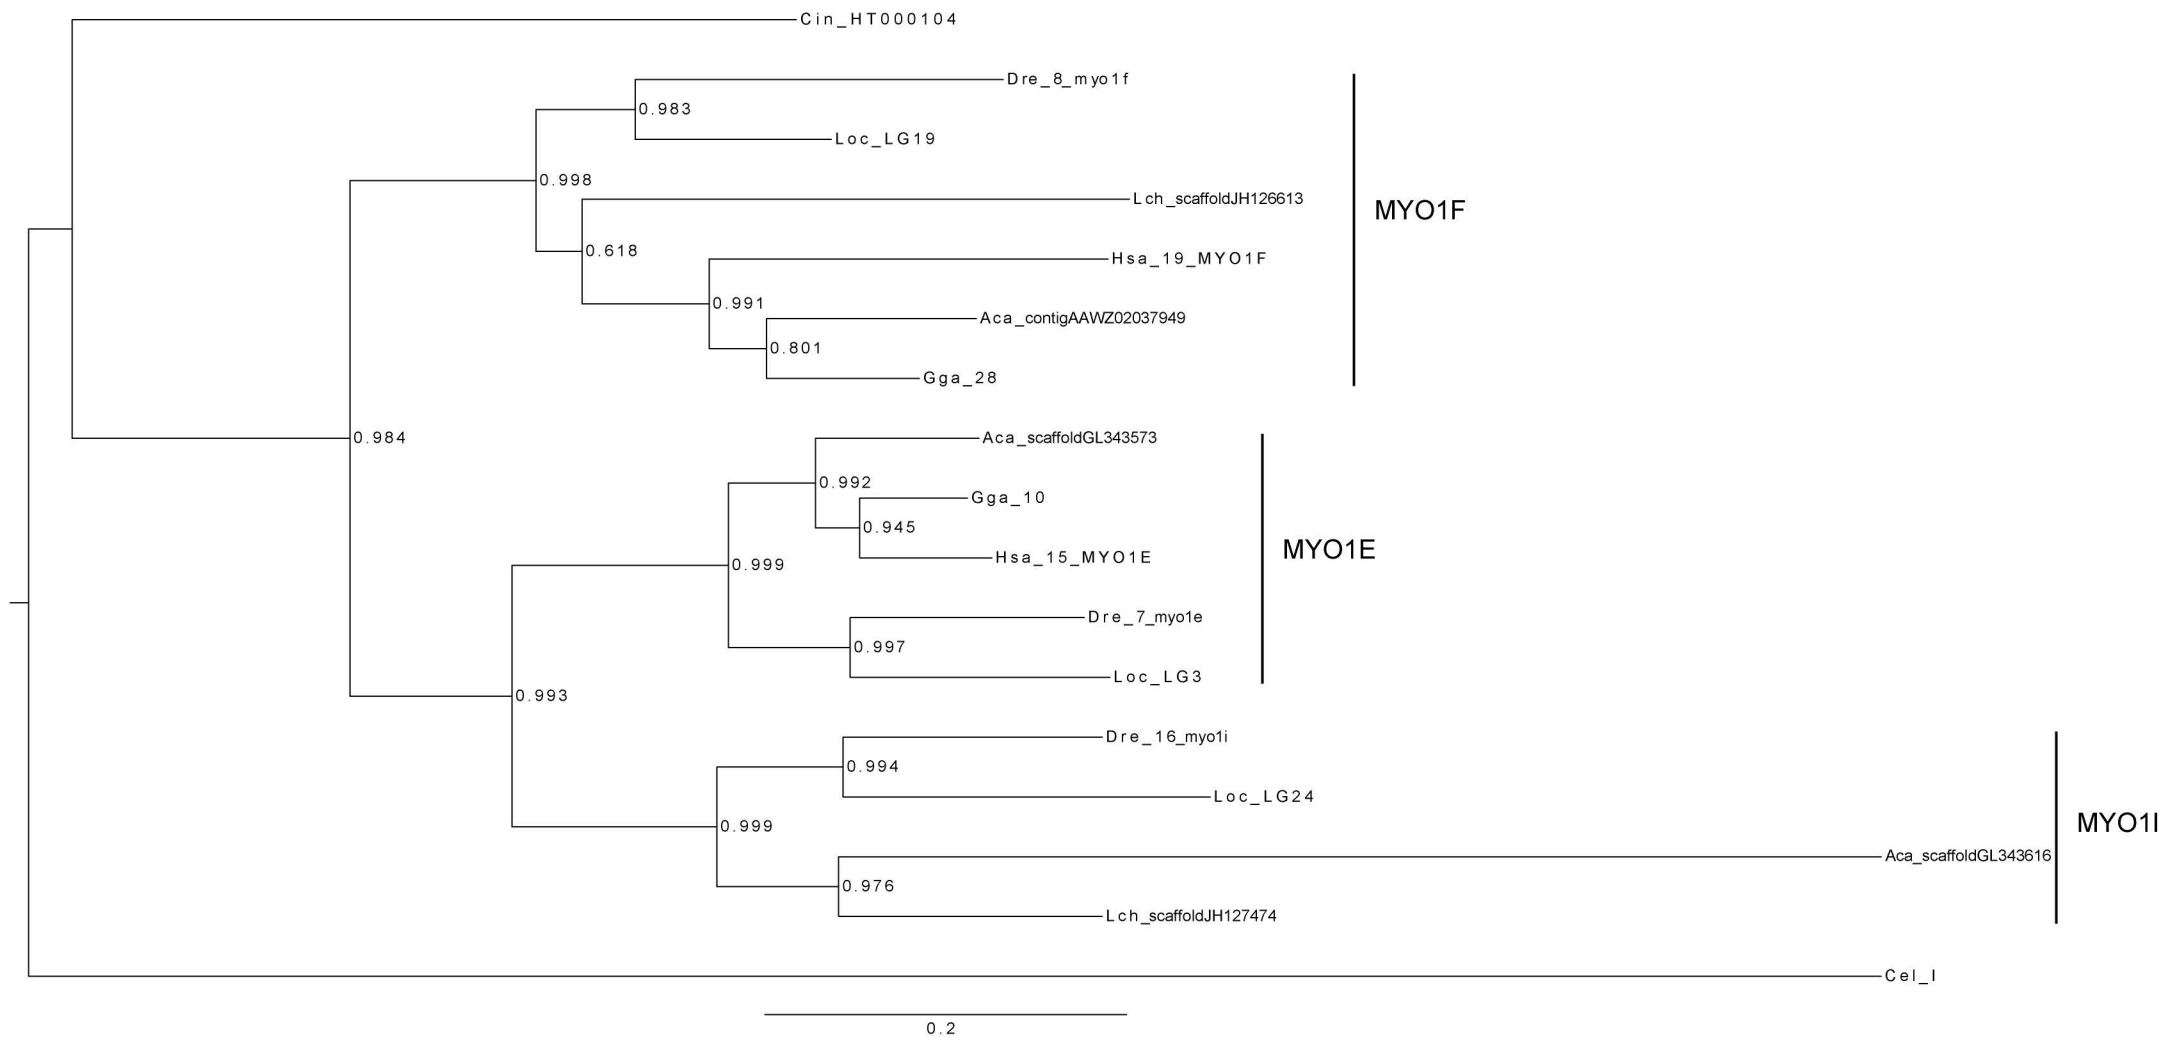 Cin_HT000104
Dre_8_myo1f
0.983
Loc_LG19
0.998
Lch_scaffoldJH126613
MYO1F
0.618
Hsa_19_MYO1F
0.991
Aca_contigAAWZ02037949
0.801
Gga_28
0.984
Aca_scaffoldGL343573
0.992
Gga_10
0.945
MYO1E
Hsa_15_MYO1E
0.999
Dre_7_myo1e
0.997
Loc_LG3
0.993
Dre_16_myo1i
0.994
Loc_LG24
0.999
MYO1I
Aca_scaffoldGL343616
0.976
Lch_scaffoldJH127474
Cel_I
0.2